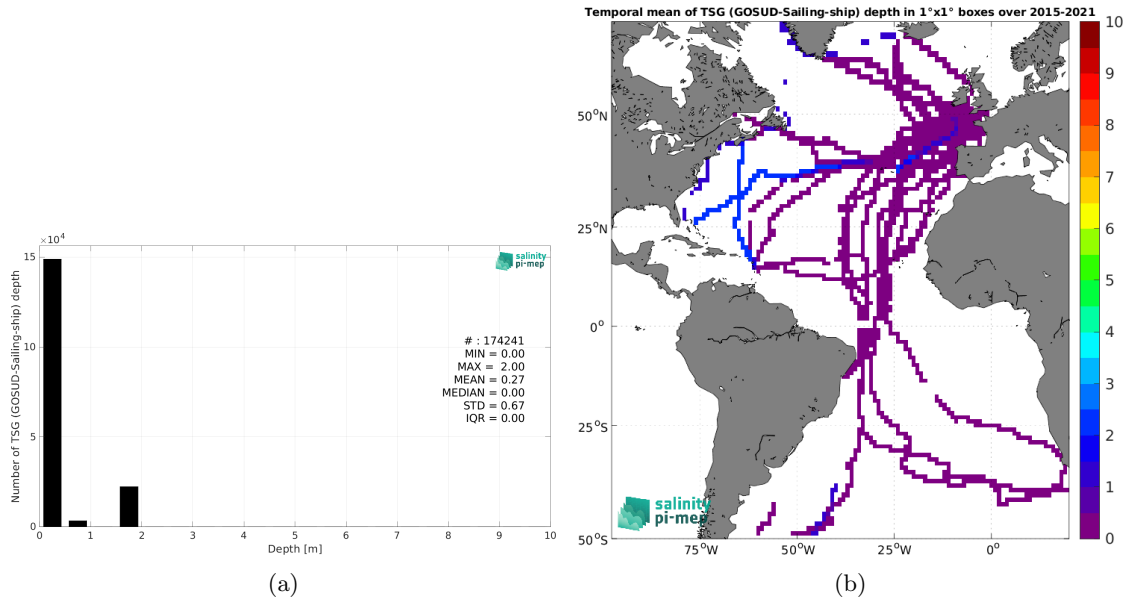 Temporal mean of TSG (GOSUD-Sailing-ship) depth in 1°x1° boxes over 2015-2021
×10⁴
15
10
5
0
Number of TSG (GOSUD-Sailing-ship) depth
0 1 2 3 4 5 6 7 8 9 10
Depth [m]
salinity
pi-mep
# : 174241
MIN = 0.00
MAX = 2.00
MEAN = 0.27
MEDIAN = 0.00
STD = 0.67
IQR = 0.00
(a)
50°N
25°N
0°
25°S
50°S
75°W 50°W 25°W 0°
salinity
pi-mep
10
9
8
7
6
5
4
3
2
1
0
(b)